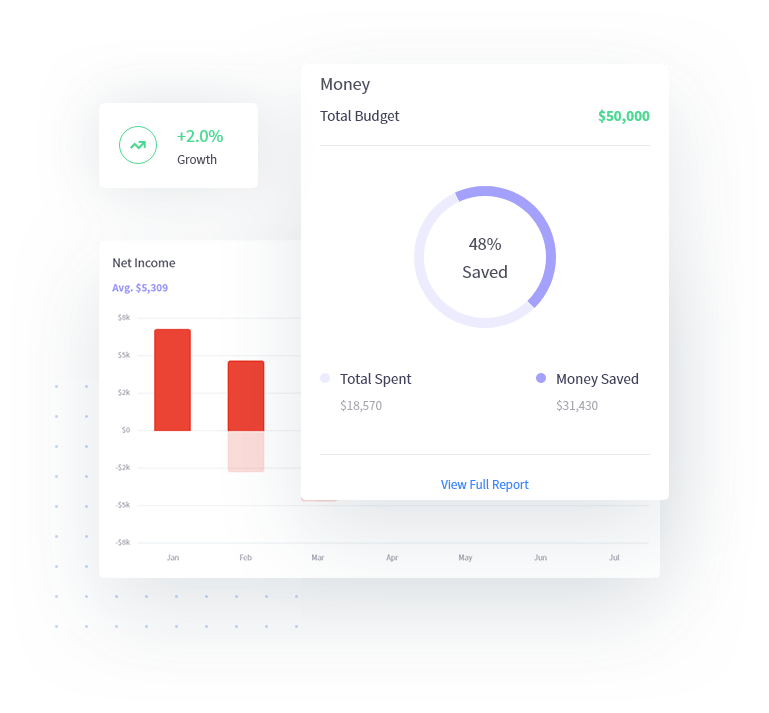 Money
Total Budget $50,000
+2.0%
Growth
48%
Saved
Net Income
Avg. $5,309
$8k
$5k
$2k
$0
-$2k
-$5k
-$8k
Jan Feb Mar Apr May Jun Jul
Total Spent Money Saved
$18,570 $31,430
View Full Report